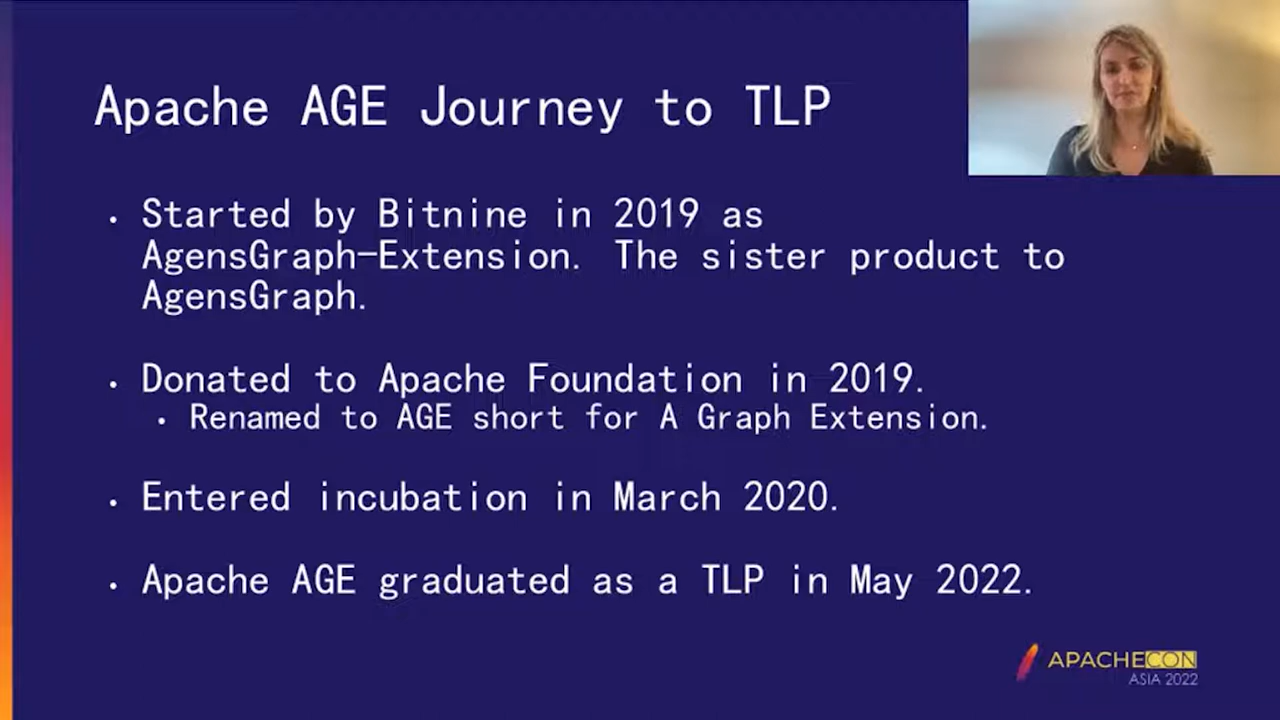 Apache AGE Journey to TLP
• Started by Bitnine in 2019 as
AgensGraph-Extension. The sister product to
AgensGraph.
• Donated to Apache Foundation in 2019.
• Renamed to AGE short for A Graph Extension.
• Entered incubation in March 2020.
• Apache AGE graduated as a TLP in May 2022.
APACHECON
ASIA 2022